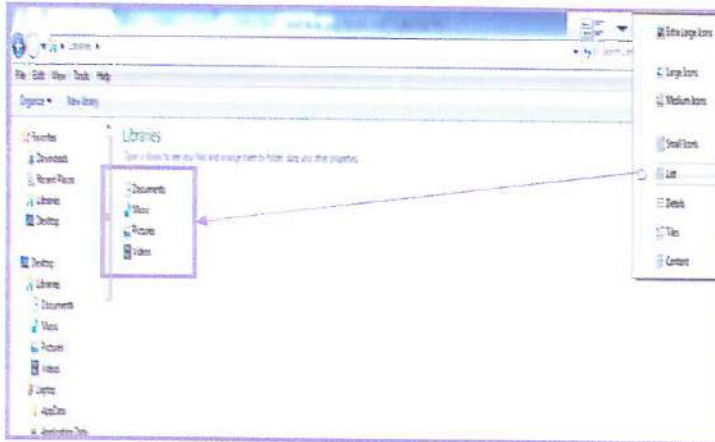 Libraries
File Edit View Tools Help
Organize New library
Favorites
Downloads
Recent Places
Libraries
Desktop
Desktop
Libraries
Documents
Music
Pictures
Videos
Laptop
AppData
Application Data
Libraries
Open a library to see your files and arrange them by folder, date, and other properties.
Documents
Music
Pictures
Videos
Extra Large Icons
Large Icons
Medium Icons
Small Icons
List
Details
Tiles
Content